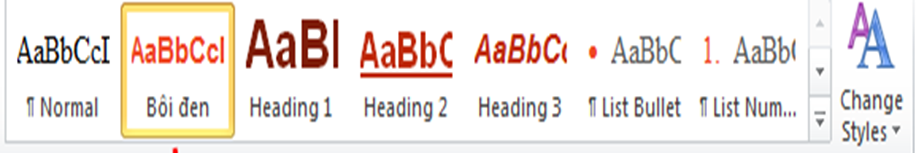 AaBbCcI AaBbCcI AaBl AaBbC AaBbCc • AaBbC 1. AaBb(
¶ Normal Bôi đen Heading 1 Heading 2 Heading 3 ¶ List Bullet ¶ List Num...
Change
Styles